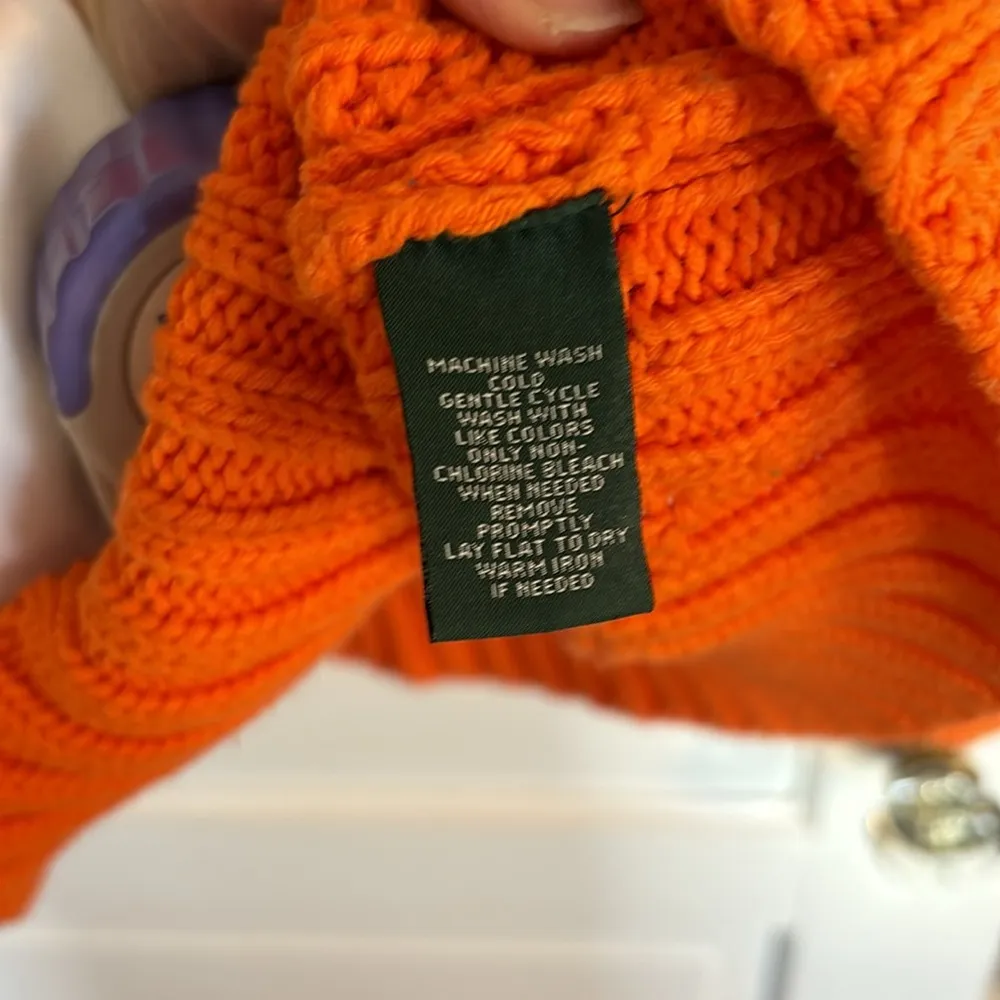 MACHINE WASH
COLD
GENTLE CYCLE
WASH WITH
LIKE COLORS
ONLY NON-
CHLORINE BLEACH
WHEN NEEDED
REMOVE
PROMPTLY
LAY FLAT TO DRY
WARM IRON
IF NEEDED